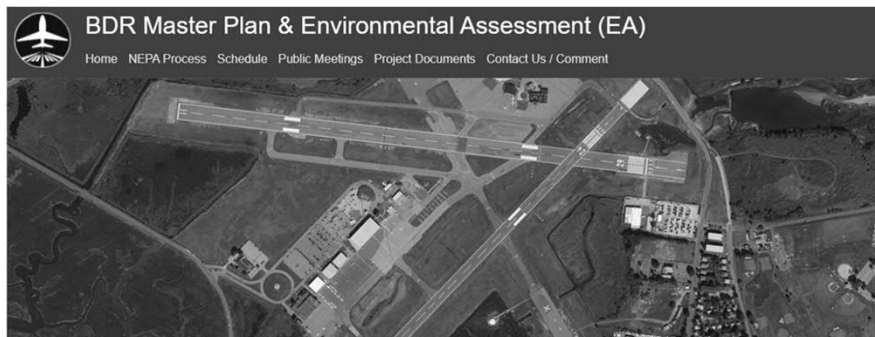 BDR Master Plan & Environmental Assessment (EA)
Home NEPA Process Schedule Public Meetings Project Documents Contact Us / Comment